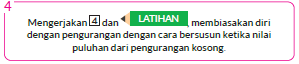 4
Mengerjakan 4 dan LATIHAN, membiasakan diri
dengan pengurangan dengan cara bersusun ketika nilai
puluhan dari pengurangan kosong.